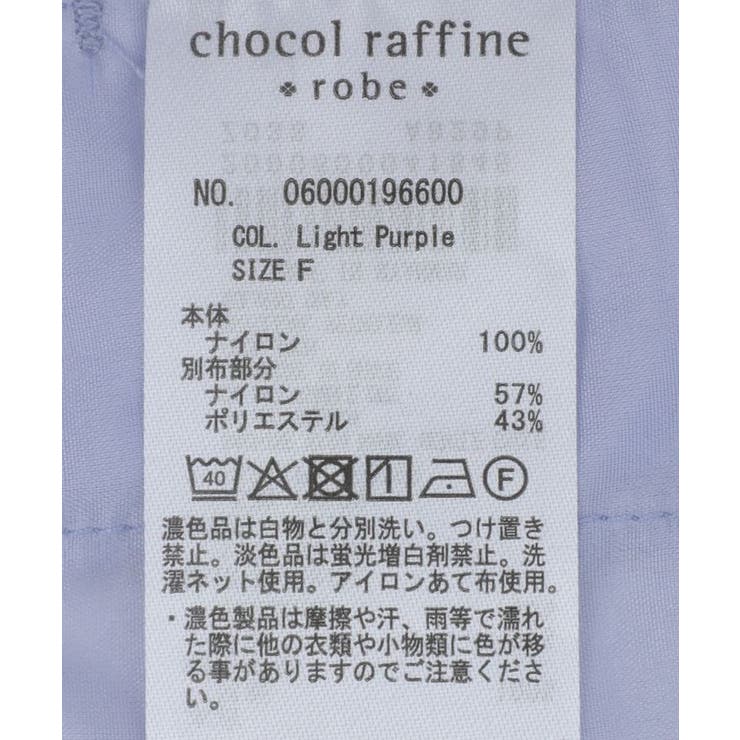 chocol raffine
robe
NO. 06000196600
COL. Light Purple
SIZE F
本体
ナイロン 100%
別布部分
ナイロン 57%
ポリエステル 43%
40
F
濃色品は白物と分別洗い。つけ置き
禁止。淡色品は蛍光増白剤禁止。洗
濯ネット使用。アイロンあて布使用。
・濃色製品は摩擦や汗、雨等で濡れ
た際に他の衣類や小物類に色が移
る事がありますのでご注意くださ
い。